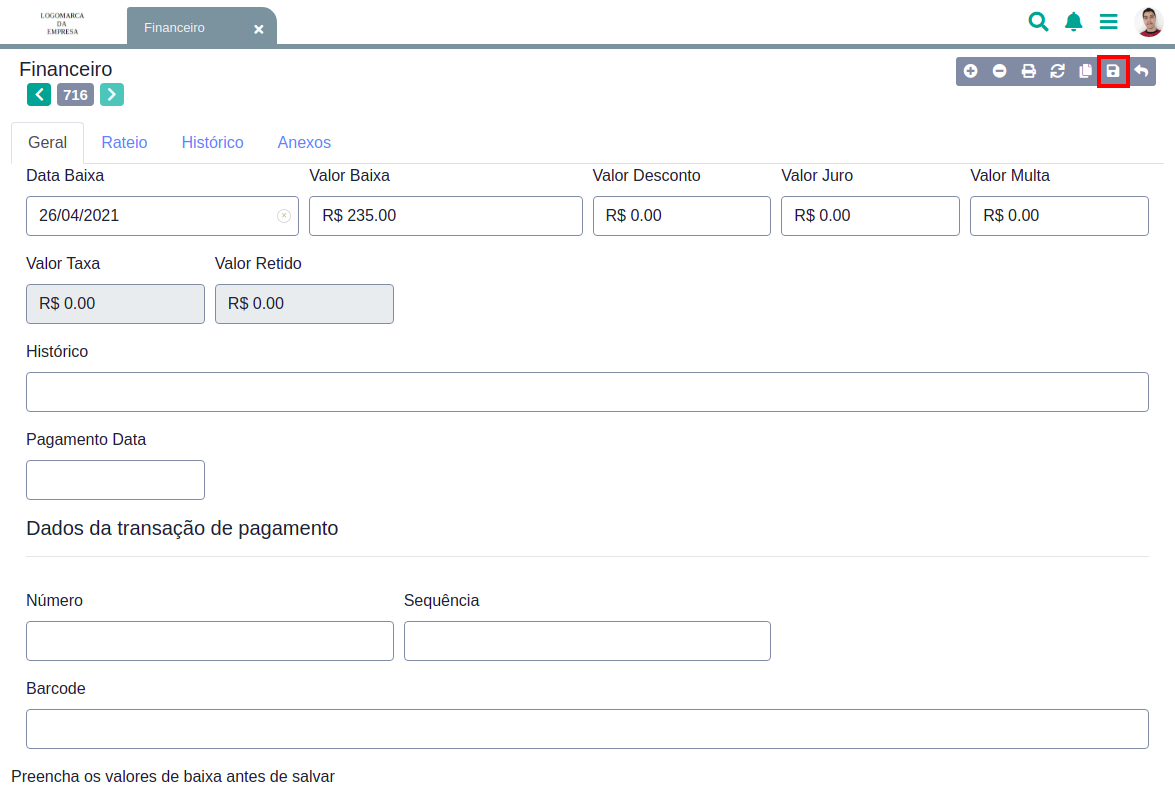 LOGOMARCA
DA
EMPRESA
Financeiro
Financeiro
716
Geral Rateio Histórico Anexos
Data Baixa Valor Baixa Valor Desconto Valor Juro Valor Multa
26/04/2021 R$ 235.00 R$ 0.00 R$ 0.00 R$ 0.00
Valor Taxa Valor Retido
R$ 0.00 R$ 0.00
Histórico
Pagamento Data
Dados da transação de pagamento
Número Sequência
Barcode
Preencha os valores de baixa antes de salvar